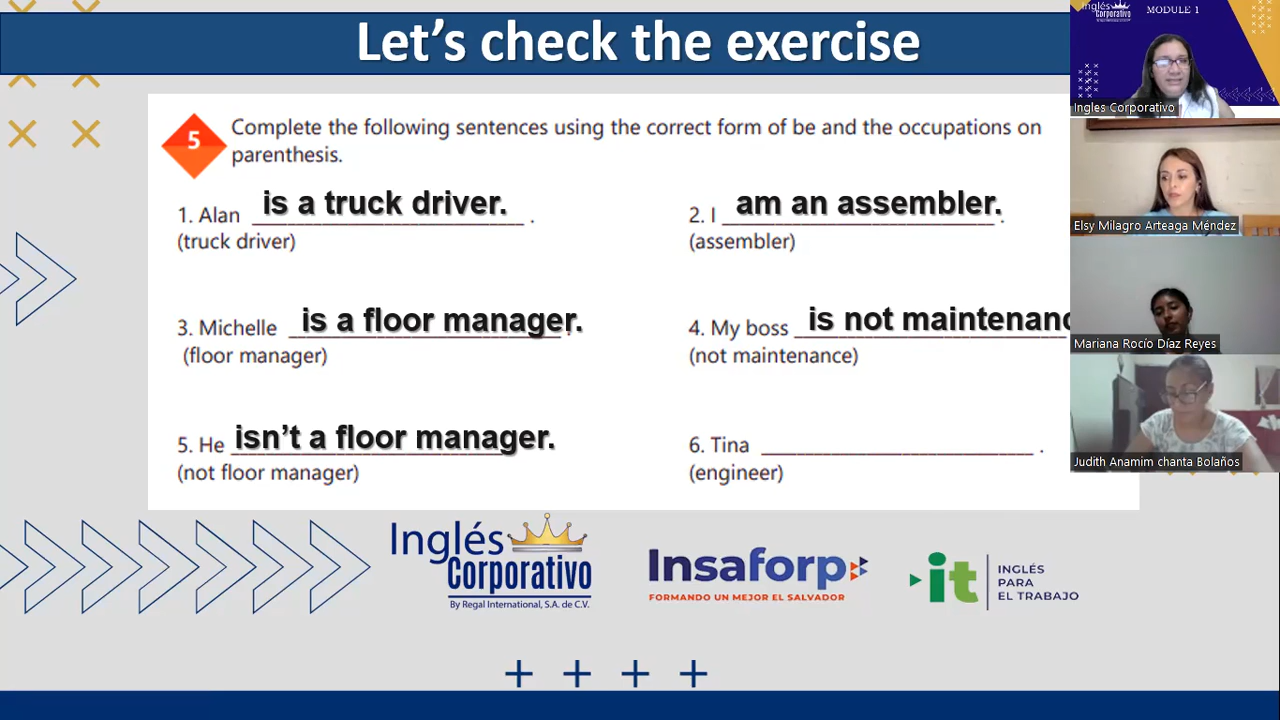 Let's check the exercise
5
Complete the following sentences using the correct form of be and the occupations on
parenthesis.
1. Alan is a truck driver. .
(truck driver)
2. I am an assembler. .
(assembler)
3. Michelle is a floor manager. .
(floor manager)
4. My boss is not maintenanc
(not maintenance)
5. He isn't a floor manager.
(not floor manager)
6. Tina ____________________________ .
(engineer)
Inglés
Corporativo
By Regal International, S.A. de C.V.
Insaforp
FORMANDO UN MEJOR EL SALVADOR
it
INGLÉS
PARA
EL TRABAJO
Inglés
Corporativo
MODULE 1
Ingles Corporativo
Elsy Milagro Arteaga Méndez
Mariana Rocío Díaz Reyes
Judith Anamim chanta Bolaños